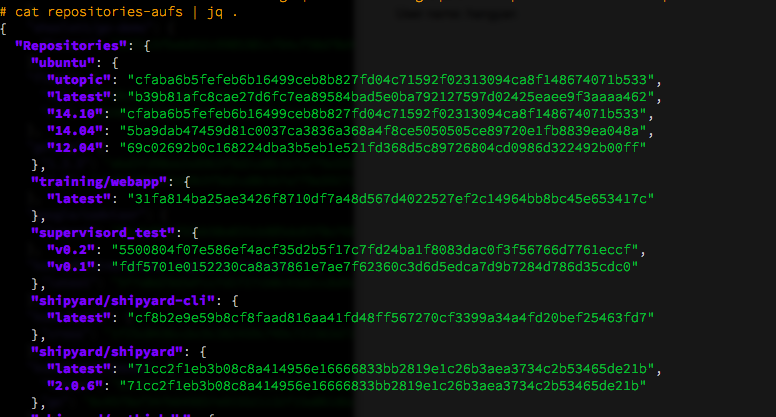 # cat repositories-aufs | jq .
{
"Repositories": {
"ubuntu": {
"utopic": "cfaba6b5fefeb6b16499ceb8b827fd04c71592f02313094ca8f148674071b533",
"latest": "b39b81afc8cae27d6fc7ea89584bad5e0ba792127597d02425eaee9f3aaaa462",
"14.10": "cfaba6b5fefeb6b16499ceb8b827fd04c71592f02313094ca8f148674071b533",
"14.04": "5ba9dab47459d81c0037ca3836a368a4f8ce5050505ce89720e1fb8839ea048a",
"12.04": "69c02692b0c168224dba3b5eb1e521fd368d5c89726804cd0986d322492b00ff"
},
"training/webapp": {
"latest": "31fa814ba25ae3426f8710df7a48d567d4022527ef2c14964bb8bc45e653417c"
},
"supervisord_test": {
"v0.2": "5500804f07e586ef4acf35d2b5f17c7fd24ba1f8083dac0f3f56766d7761eccf",
"v0.1": "fdf5701e0152230ca8a37861e7ae7f62360c3d6d5edca7d9b7284d786d35cdc0"
},
"shipyard/shipyard-cli": {
"latest": "cf8b2e9e59b8cf8faad816aa41fd48ff567270cf3399a34a4fd20bef25463fd7"
},
"shipyard/shipyard": {
"latest": "71cc2f1eb3b08c8a414956e16666833bb2819e1c26b3aea3734c2b53465de21b",
"2.0.6": "71cc2f1eb3b08c8a414956e16666833bb2819e1c26b3aea3734c2b53465de21b"
},